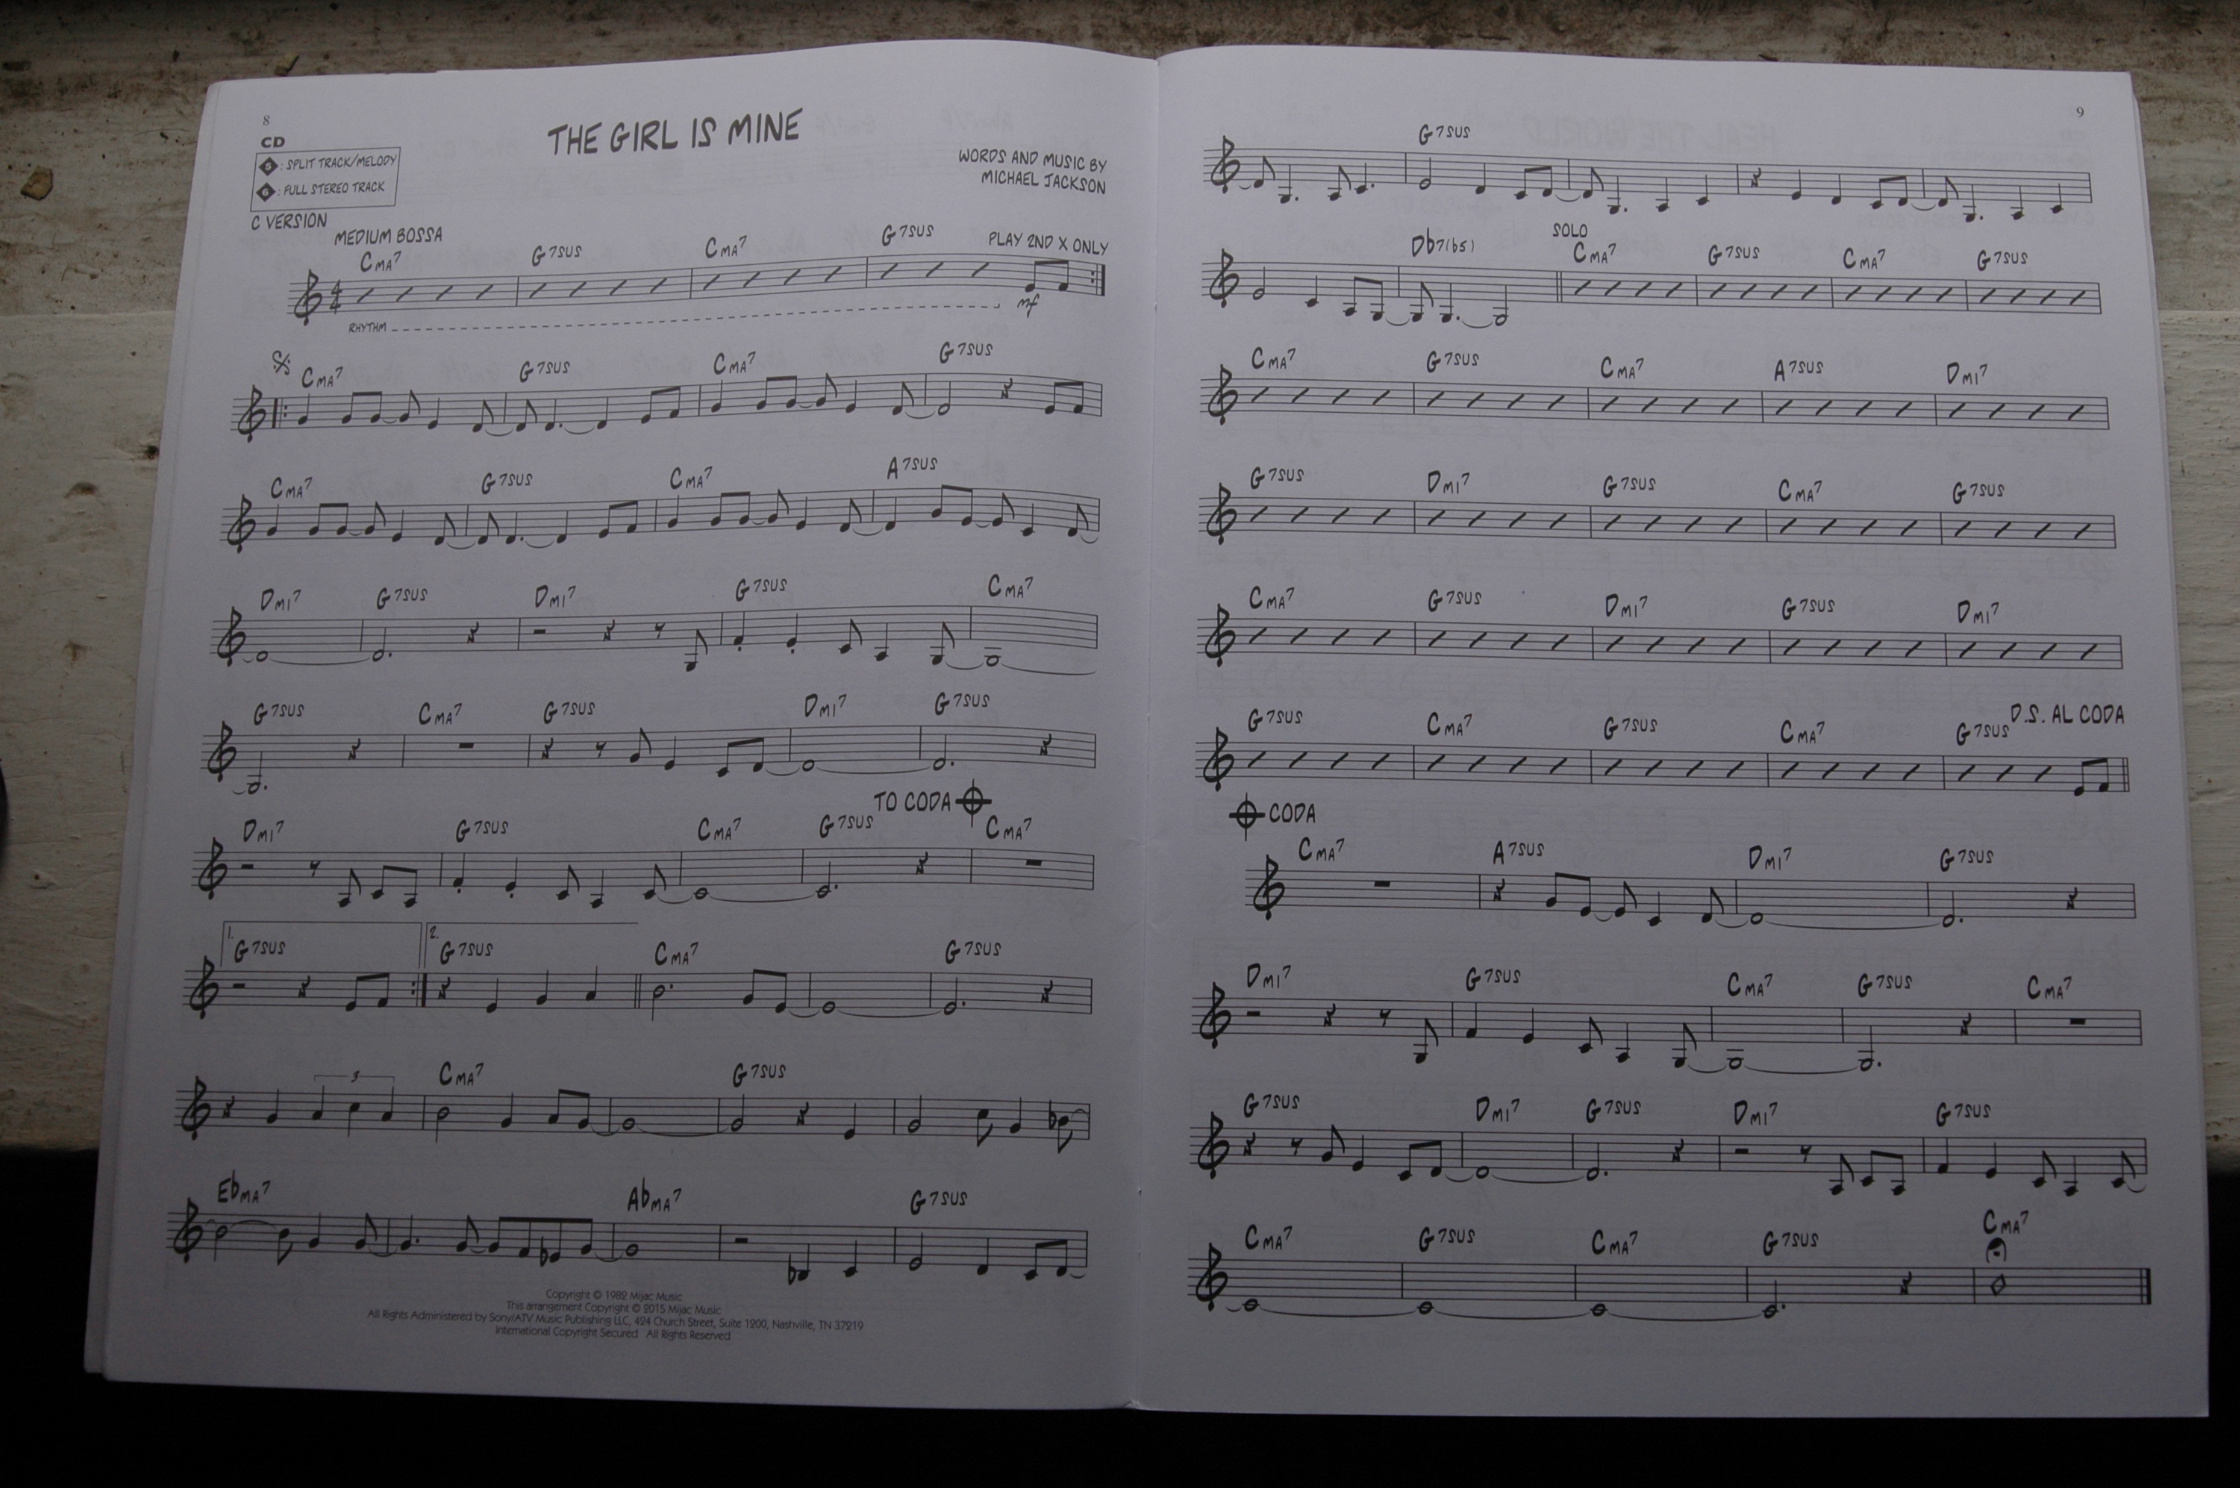 8
CD
5 : SPLIT TRACK/MELODY
6 : FULL STEREO TRACK
THE GIRL IS MINE
WORDS AND MUSIC BY
MICHAEL JACKSON
C VERSION
MEDIUM BOSSA
CMA7 G7SUS CMA7 G7SUS PLAY 2ND X ONLY
RHYTHM mf
CMA7 G7SUS CMA7 G7SUS
CMA7 G7SUS CMA7 A7SUS
DMI7 G7SUS DMI7 G7SUS CMA7
G7SUS CMA7 G7SUS DMI7 G7SUS
TO CODA
DMI7 G7SUS CMA7 G7SUS CMA7
1. 2.
G7SUS G7SUS CMA7 G7SUS
3
CMA7 G7SUS
EbMA7 AbMA7 G7SUS
Copyright © 1982 Mijac Music
This arrangement Copyright © 2015 Mijac Music
All Rights Administered by Sony/ATV Music Publishing LLC, 424 Church Street, Suite 1200, Nashville, TN 37219
International Copyright Secured All Rights Reserved
9
G7SUS
SOLO
Db7(b5) CMA7 G7SUS CMA7 G7SUS
CMA7 G7SUS CMA7 A7SUS DMI7
G7SUS DMI7 G7SUS CMA7 G7SUS
CMA7 G7SUS DMI7 G7SUS DMI7
G7SUS CMA7 G7SUS CMA7 G7SUS D.S. AL CODA
CODA
CMA7 A7SUS DMI7 G7SUS
DMI7 G7SUS CMA7 G7SUS CMA7
G7SUS DMI7 G7SUS DMI7 G7SUS
CMA7 G7SUS CMA7 G7SUS CMA7